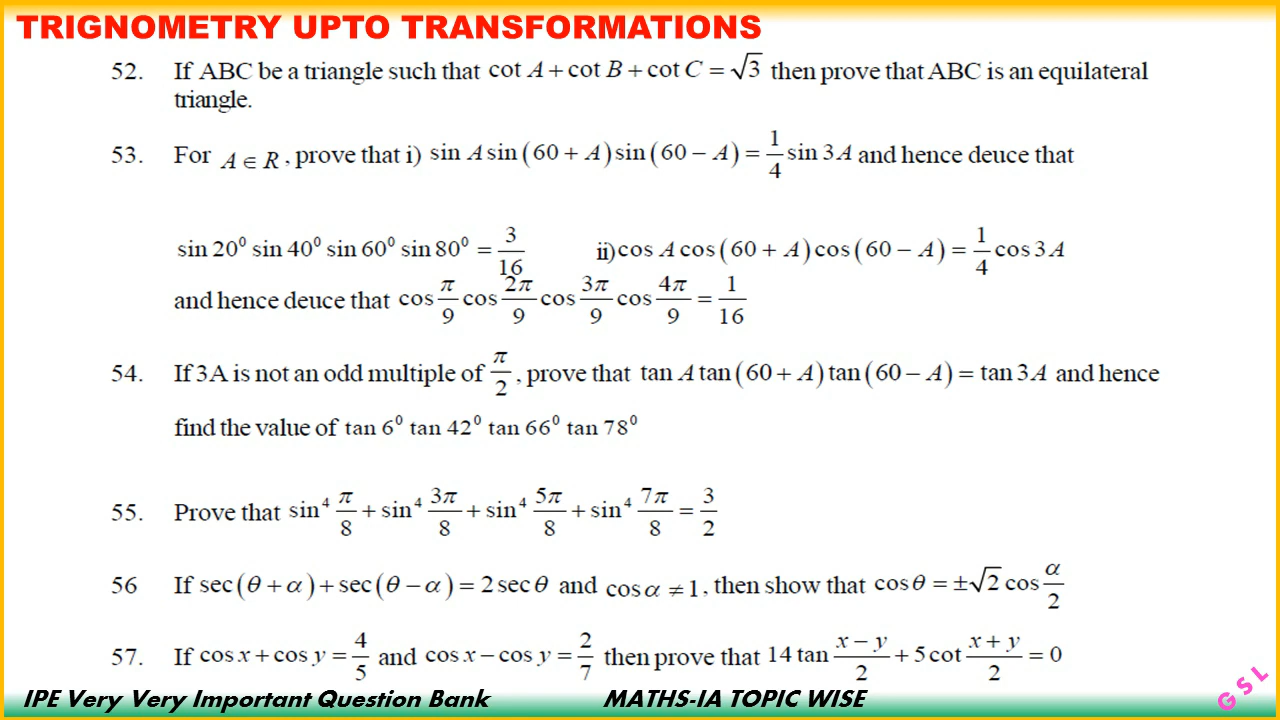 TRIGNOMETRY UPTO TRANSFORMATIONS
52. If ABC be a triangle such that cot A + cot B + cot C = √3 then prove that ABC is an equilateral
triangle.
53. For A ∈ R, prove that i) sin A sin(60 + A) sin(60 − A) = 1/4 sin 3A and hence deuce that
sin 20⁰ sin 40⁰ sin 60⁰ sin 80⁰ = 3/16 ii) cos A cos(60 + A) cos(60 − A) = 1/4 cos 3A
and hence deuce that cos π/9 cos 2π/9 cos 3π/9 cos 4π/9 = 1/16
54. If 3A is not an odd multiple of π/2, prove that tan A tan(60 + A) tan(60 − A) = tan 3A and hence
find the value of tan 6⁰ tan 42⁰ tan 66⁰ tan 78⁰
55. Prove that sin⁴ π/8 + sin⁴ 3π/8 + sin⁴ 5π/8 + sin⁴ 7π/8 = 3/2
56 If sec(θ + α) + sec(θ − α) = 2 sec θ and cos α ≠ 1, then show that cos θ = ±√2 cos α/2
57. If cos x + cos y = 4/5 and cos x − cos y = 2/7 then prove that 14 tan (x − y)/2 + 5 cot (x + y)/2 = 0
IPE Very Very Important Question Bank MATHS-IA TOPIC WISE
GSL